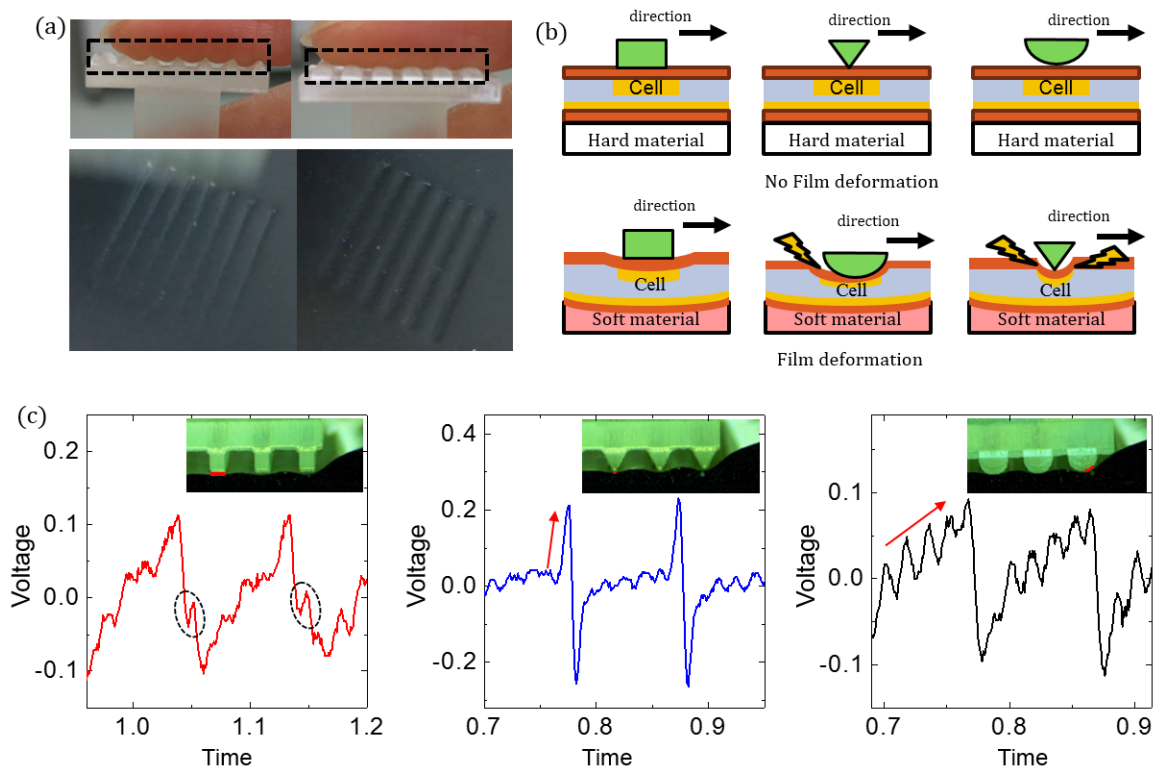 (a)
(b)
direction
direction
direction
Cell
Cell
Cell
Hard material
Hard material
Hard material
No Film deformation
direction
direction
direction
Cell
Cell
Cell
Soft material
Soft material
Soft material
Film deformation
(c)
Voltage
0.2
0.1
0.0
-0.1
1.0
1.1
1.2
Time
Voltage
0.4
0.2
0.0
0.2
0.7
0.8
0.9
Time
Voltage
0.1
0.0
-0.1
0.7
0.8
0.9
Time